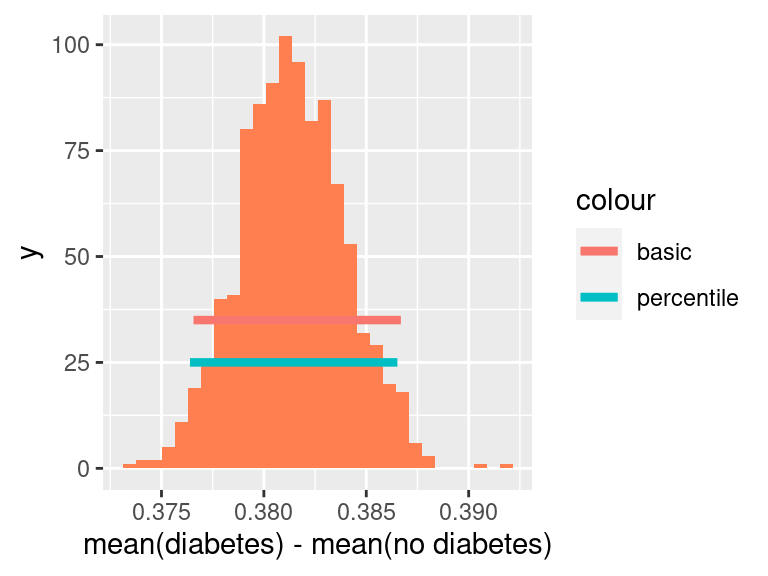 100
75
50
25
0
y
0.375 0.380 0.385 0.390
mean(diabetes) - mean(no diabetes)
colour
basic
percentile